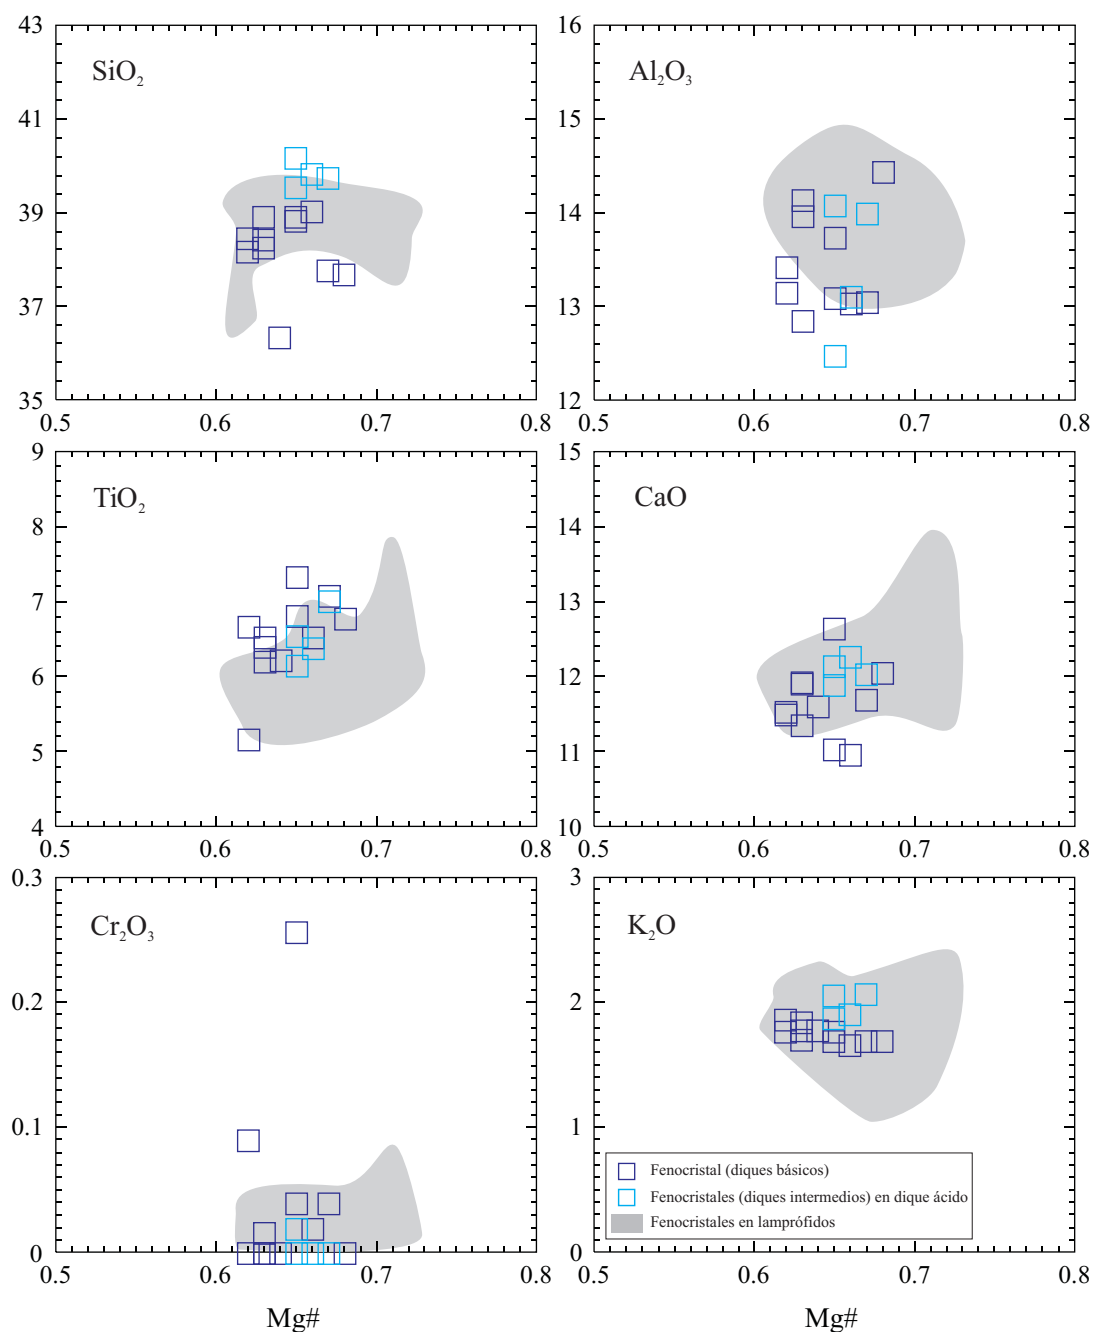 SiO₂
43
41
39
37
35
0.5 0.6 0.7 0.8
Al₂O₃
16
15
14
13
12
0.5 0.6 0.7 0.8
TiO₂
9
8
7
6
5
4
0.5 0.6 0.7 0.8
CaO
15
14
13
12
11
10
0.5 0.6 0.7 0.8
Cr₂O₃
0.3
0.2
0.1
0
0.5 0.6 0.7 0.8
Mg#
K₂O
3
2
1
0
Fenocristal (diques básicos)
Fenocristales (diques intermedios) en dique ácido
Fenocristales en lamprófidos
0.5 0.6 0.7 0.8
Mg#